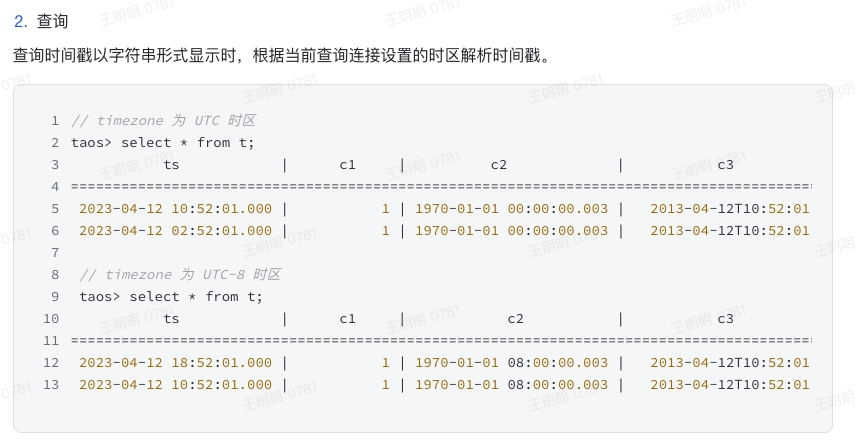 2. 查询
查询时间戳以字符串形式显示时，根据当前查询连接设置的时区解析时间戳。
1 // timezone 为 UTC 时区
2 taos> select * from t;
3 ts | c1 | c2 | c3
4 ========================================================================================
5 2023-04-12 10:52:01.000 | 1 | 1970-01-01 00:00:00.003 | 2013-04-12T10:52:01
6 2023-04-12 02:52:01.000 | 1 | 1970-01-01 00:00:00.003 | 2013-04-12T10:52:01
7
8 // timezone 为 UTC-8 时区
9 taos> select * from t;
10 ts | c1 | c2 | c3
11 ========================================================================================
12 2023-04-12 18:52:01.000 | 1 | 1970-01-01 08:00:00.003 | 2013-04-12T10:52:01
13 2023-04-12 10:52:01.000 | 1 | 1970-01-01 08:00:00.003 | 2013-04-12T10:52:01
王明明 0781